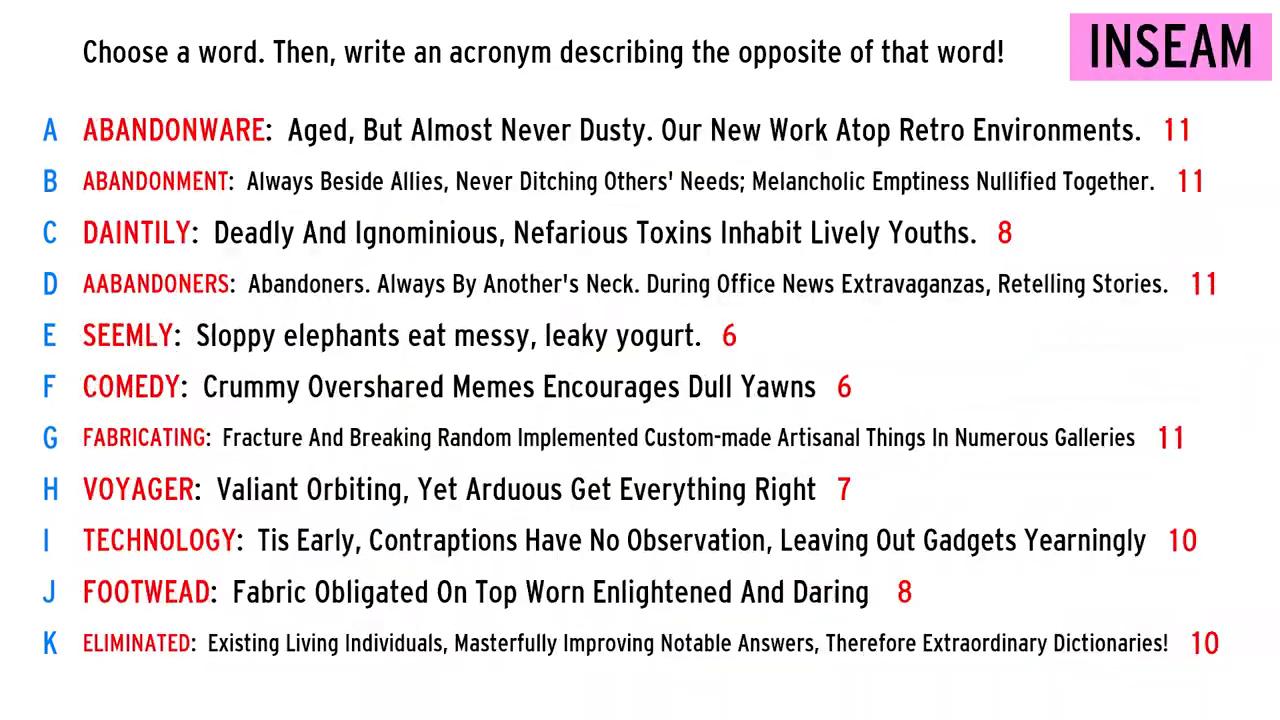 Choose a word. Then, write an acronym describing the opposite of that word!
INSEAM
A ABANDONWARE: Aged, But Almost Never Dusty. Our New Work Atop Retro Environments. 11
B ABANDONMENT: Always Beside Allies, Never Ditching Others' Needs; Melancholic Emptiness Nullified Together. 11
C DAINTILY: Deadly And Ignominious, Nefarious Toxins Inhabit Lively Youths. 8
D AABANDONERS: Abandoners. Always By Another's Neck. During Office News Extravaganzas, Retelling Stories. 11
E SEEMLY: Sloppy elephants eat messy, leaky yogurt. 6
F COMEDY: Crummy Overshared Memes Encourages Dull Yawns 6
G FABRICATING: Fracture And Breaking Random Implemented Custom-made Artisanal Things In Numerous Galleries 11
H VOYAGER: Valiant Orbiting, Yet Arduous Get Everything Right 7
I TECHNOLOGY: Tis Early, Contraptions Have No Observation, Leaving Out Gadgets Yearningly 10
J FOOTWEAD: Fabric Obligated On Top Worn Enlightened And Daring 8
K ELIMINATED: Existing Living Individuals, Masterfully Improving Notable Answers, Therefore Extraordinary Dictionaries! 10